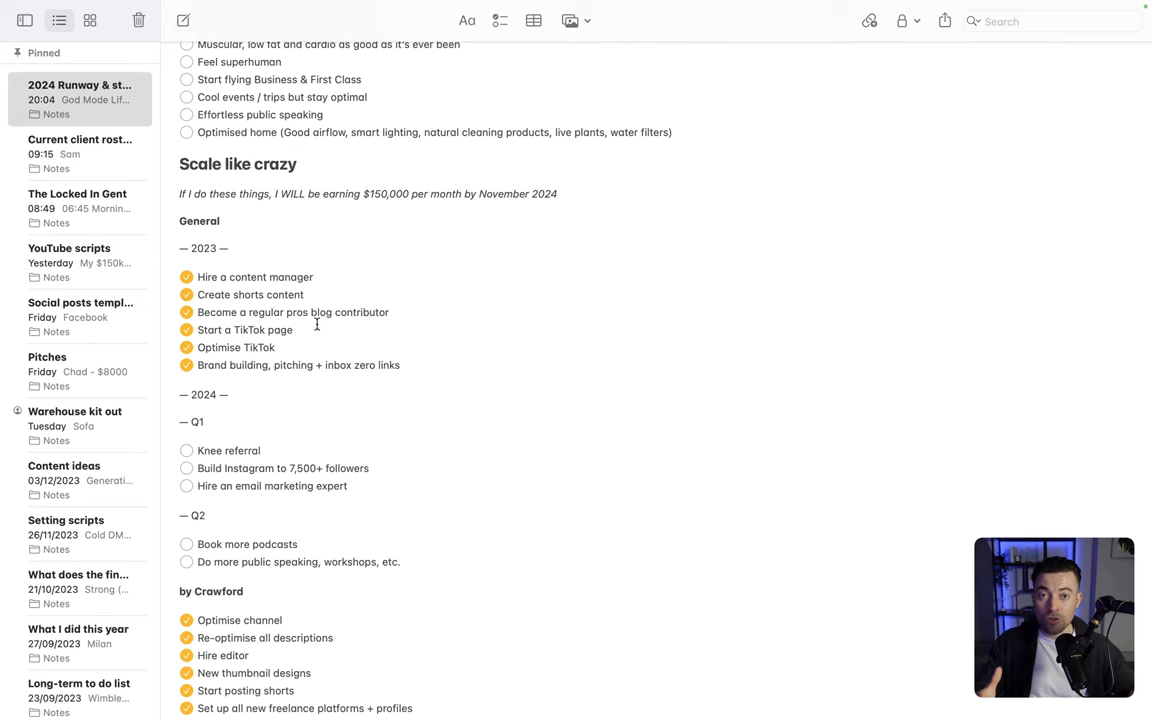 Aa
Search
Pinned
2024 Runway & st...
20:04 God Mode Lif...
Notes
Current client rost...
09:15 Sam
Notes
The Locked In Gent
08:49 06:45 Mornin...
Notes
YouTube scripts
Yesterday My $150k...
Notes
Social posts templ...
Friday Facebook
Notes
Pitches
Friday Chad - $8000
Notes
Warehouse kit out
Tuesday Sofa
Notes
Content ideas
03/12/2023 Generati...
Notes
Setting scripts
26/11/2023 Cold DM...
Notes
What does the fin...
21/10/2023 Strong (...
Notes
What I did this year
27/09/2023 Milan
Notes
Long-term to do list
23/09/2023 Wimble...
Notes
Muscular, low fat and cardio as good as it's ever been
Feel superhuman
Start flying Business & First Class
Cool events / trips but stay optimal
Effortless public speaking
Optimised home (Good airflow, smart lighting, natural cleaning products, live plants, water filters)
Scale like crazy
If I do these things, I WILL be earning $150,000 per month by November 2024
General
— 2023 —
Hire a content manager
Create shorts content
Become a regular pros blog contributor
Start a TikTok page
Optimise TikTok
Brand building, pitching + inbox zero links
— 2024 —
— Q1
Knee referral
Build Instagram to 7,500+ followers
Hire an email marketing expert
— Q2
Book more podcasts
Do more public speaking, workshops, etc.
by Crawford
Optimise channel
Re-optimise all descriptions
Hire editor
New thumbnail designs
Start posting shorts
Set up all new freelance platforms + profiles